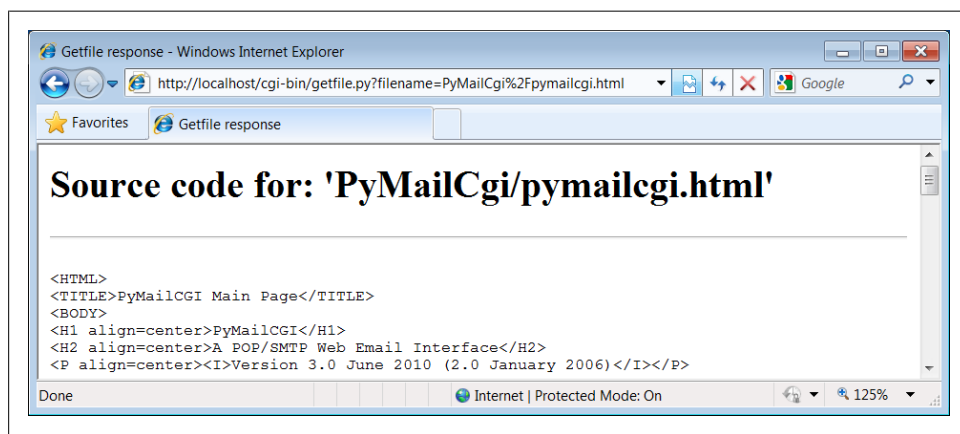 Getfile response - Windows Internet Explorer
http://localhost/cgi-bin/getfile.py?filename=PyMailCgi%2Fpymailcgi.html
Google
Favorites
Getfile response
Source code for: 'PyMailCgi/pymailcgi.html'
<HTML>
<TITLE>PyMailCGI Main Page</TITLE>
<BODY>
<H1 align=center>PyMailCGI</H1>
<H2 align=center>A POP/SMTP Web Email Interface</H2>
<P align=center><I>Version 3.0 June 2010 (2.0 January 2006)</I></P>
Done
Internet | Protected Mode: On
125%